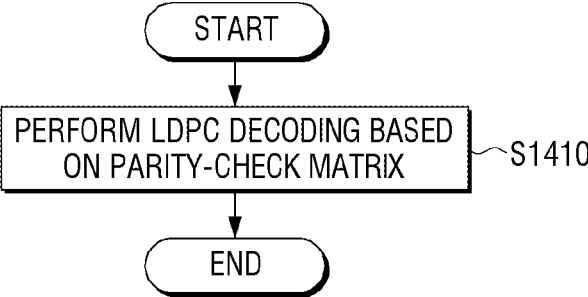 START
PERFORM LDPC DECODING BASED
ON PARITY-CHECK MATRIX
S1410
END